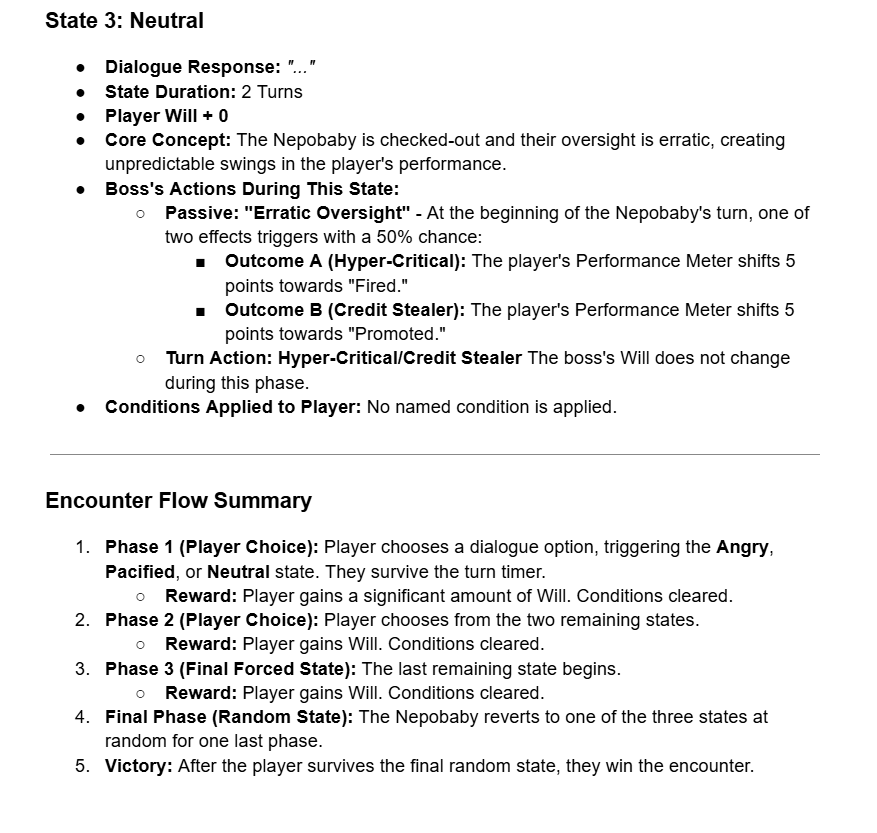 State 3: Neutral
● Dialogue Response: "..."
● State Duration: 2 Turns
● Player Will + 0
● Core Concept: The Nepobaby is checked-out and their oversight is erratic, creating
unpredictable swings in the player's performance.
● Boss's Actions During This State:
○ Passive: "Erratic Oversight" - At the beginning of the Nepobaby's turn, one of
two effects triggers with a 50% chance:
■ Outcome A (Hyper-Critical): The player's Performance Meter shifts 5
points towards "Fired."
■ Outcome B (Credit Stealer): The player's Performance Meter shifts 5
points towards "Promoted."
○ Turn Action: Hyper-Critical/Credit Stealer The boss's Will does not change
during this phase.
● Conditions Applied to Player: No named condition is applied.
Encounter Flow Summary
1. Phase 1 (Player Choice): Player chooses a dialogue option, triggering the Angry,
Pacified, or Neutral state. They survive the turn timer.
○ Reward: Player gains a significant amount of Will. Conditions cleared.
2. Phase 2 (Player Choice): Player chooses from the two remaining states.
○ Reward: Player gains Will. Conditions cleared.
3. Phase 3 (Final Forced State): The last remaining state begins.
○ Reward: Player gains Will. Conditions cleared.
4. Final Phase (Random State): The Nepobaby reverts to one of the three states at
random for one last phase.
5. Victory: After the player survives the final random state, they win the encounter.